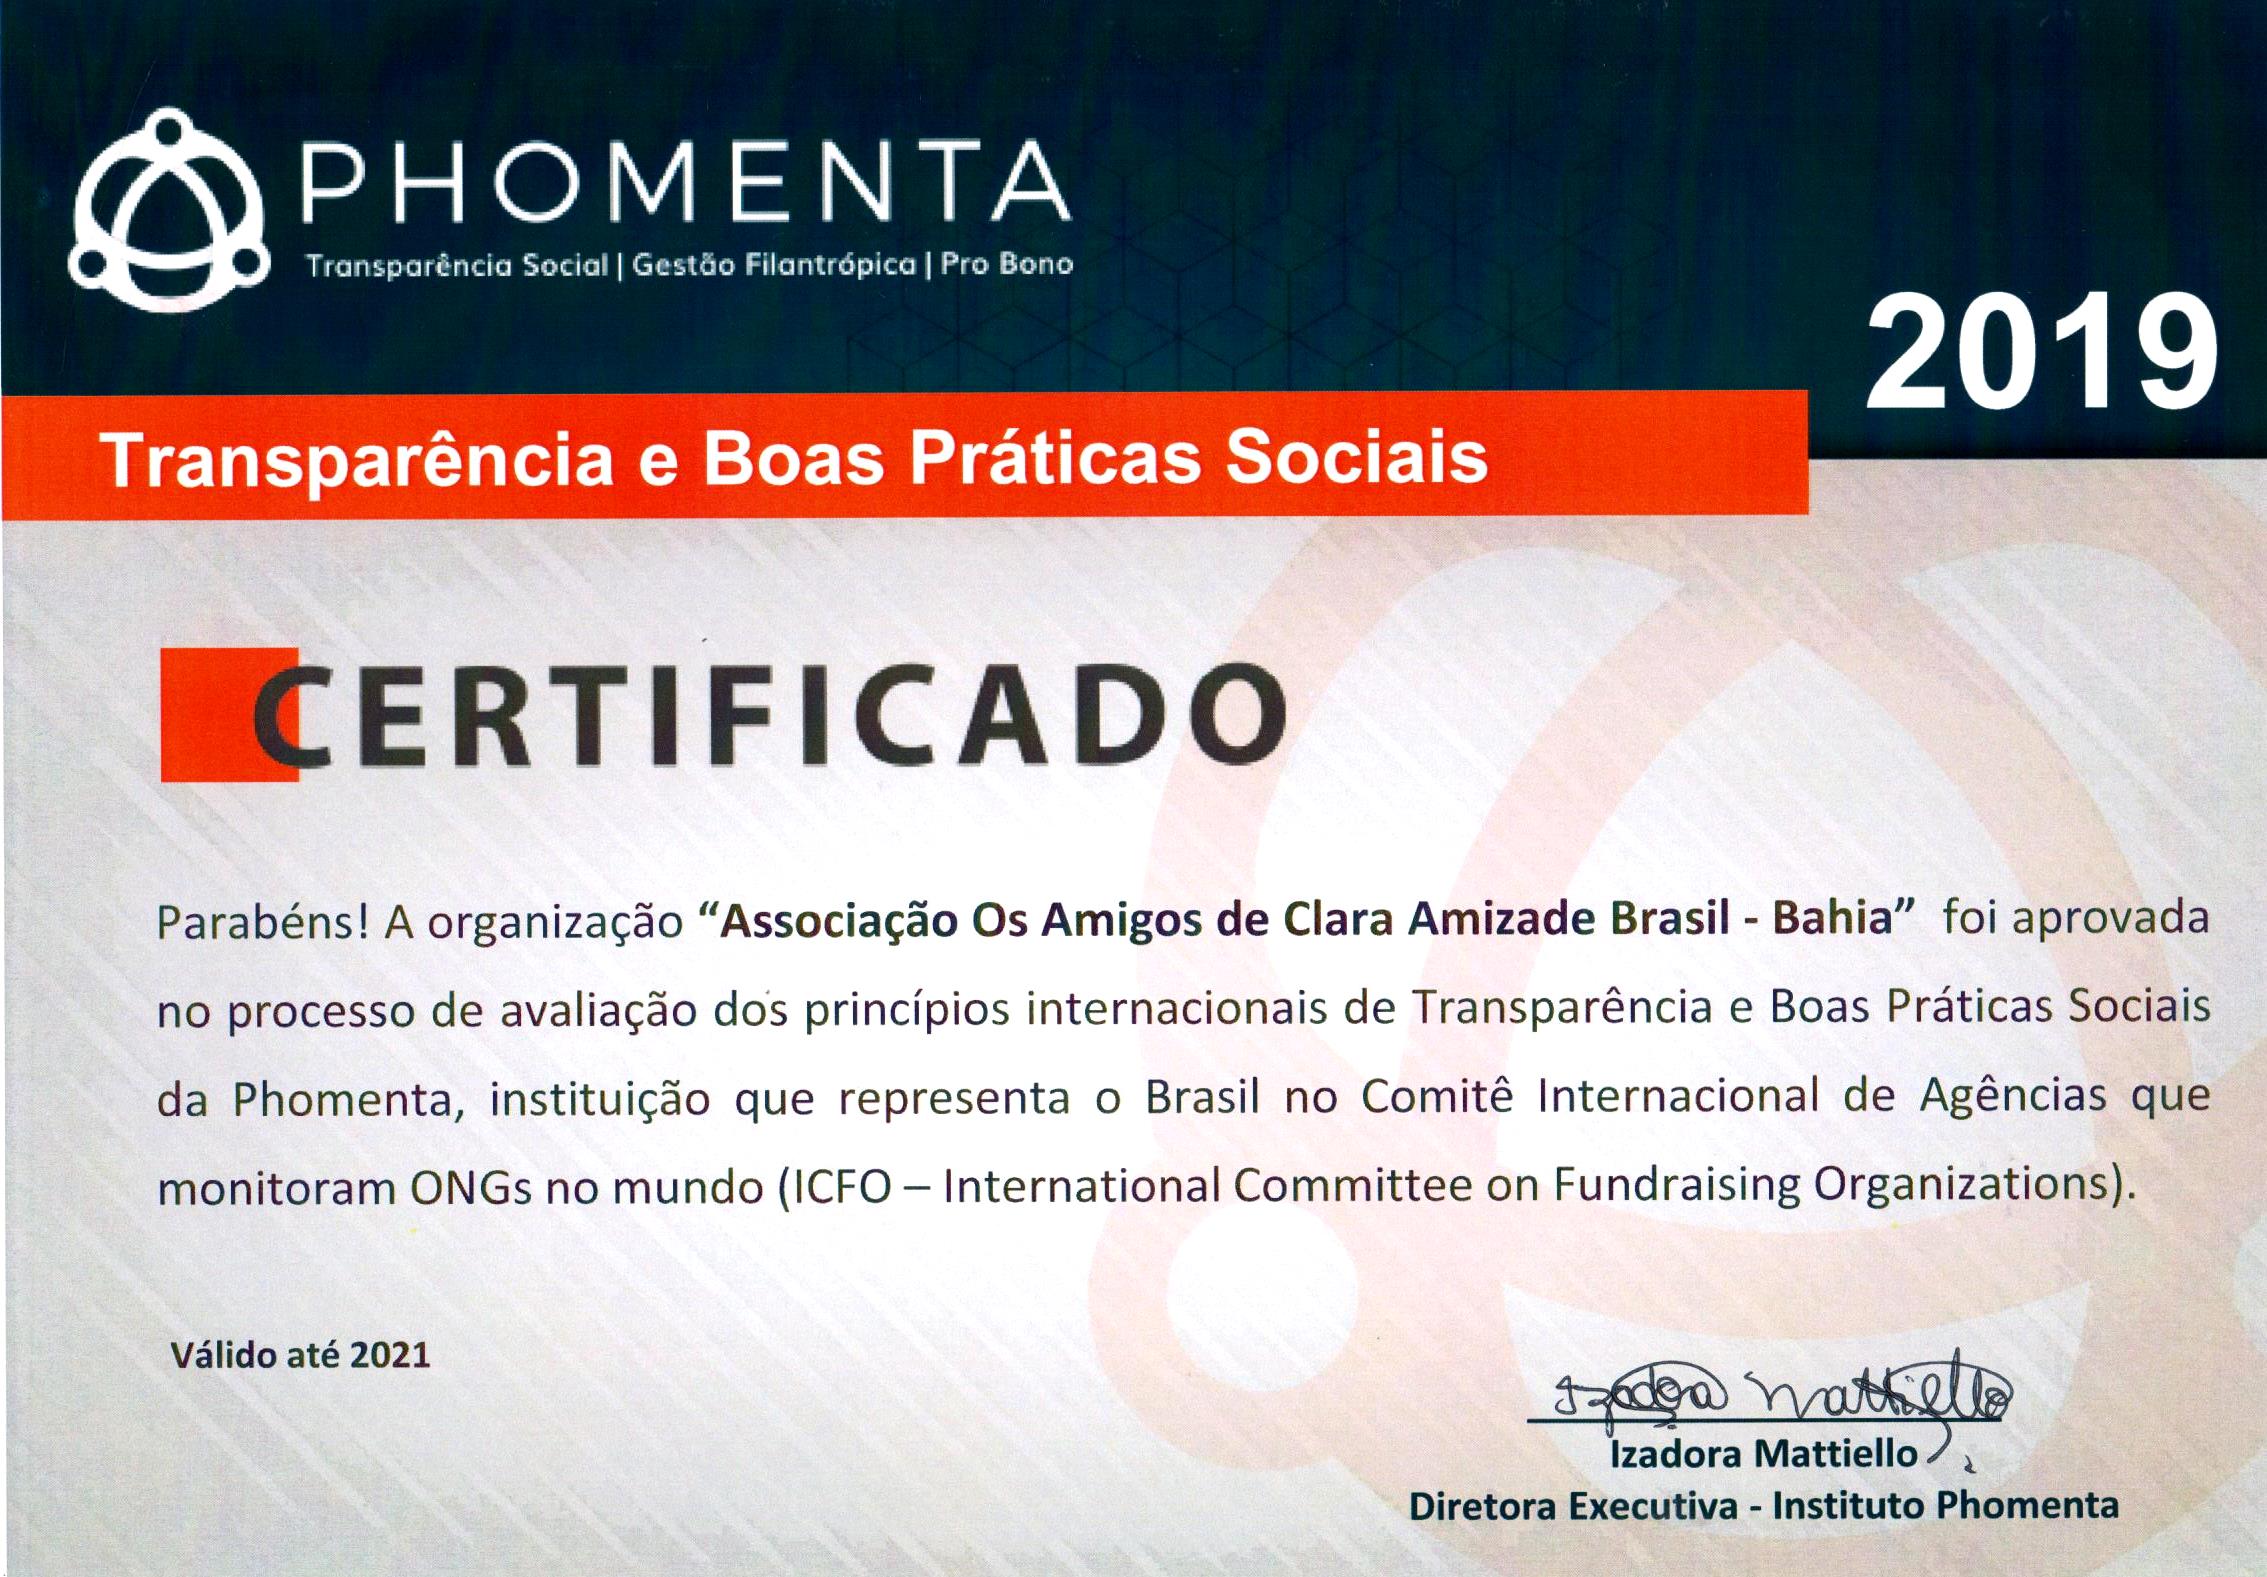 PHOMENTA
Transparência Social | Gestão Filantrópica | Pro Bono
2019
Transparência e Boas Práticas Sociais
CERTIFICADO
Parabéns! A organização “Associação Os Amigos de Clara Amizade Brasil - Bahia” foi aprovada
no processo de avaliação dos princípios internacionais de Transparência e Boas Práticas Sociais
da Phomenta, instituição que representa o Brasil no Comitê Internacional de Agências que
monitoram ONGs no mundo (ICFO – International Committee on Fundraising Organizations).
Válido até 2021
Izadora Mattiello
Izadora Mattiello
Diretora Executiva - Instituto Phomenta